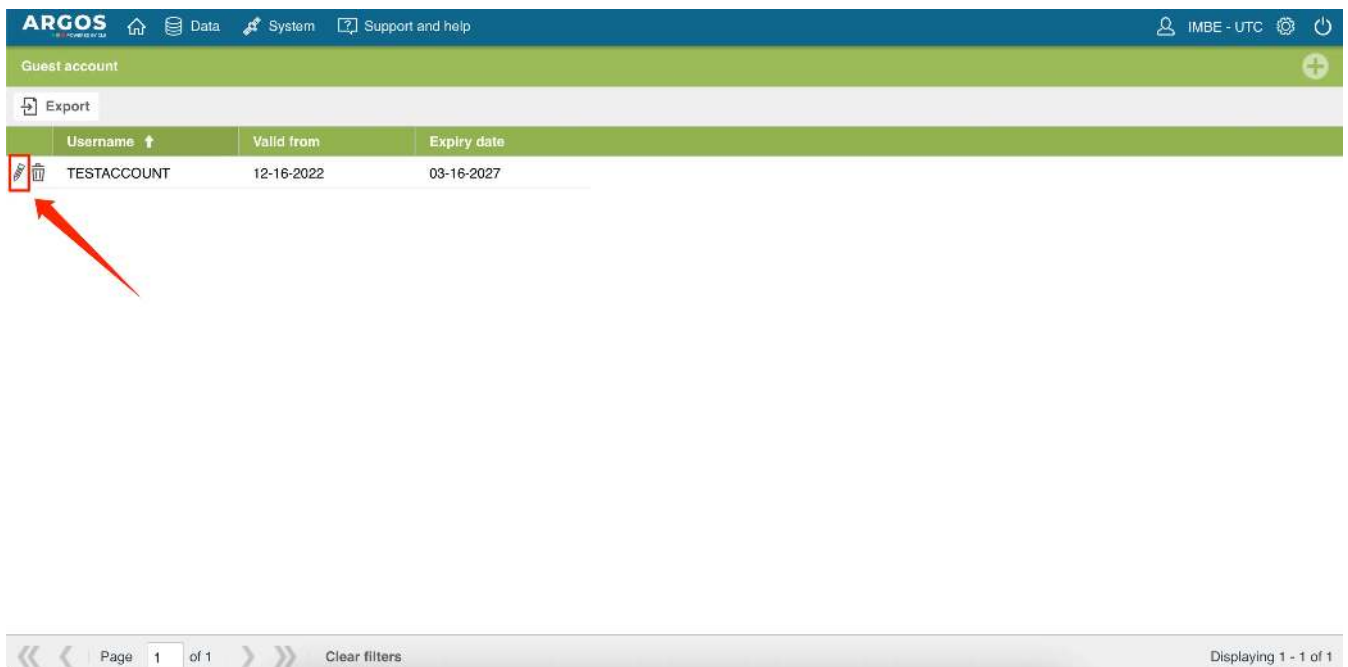 ARGOS Data System Support and help IMBE - UTC
Guest account
Export
Username Valid from Expiry date
TESTACCOUNT 12-16-2022 03-16-2027
Page 1 of 1 Clear filters Displaying 1 - 1 of 1